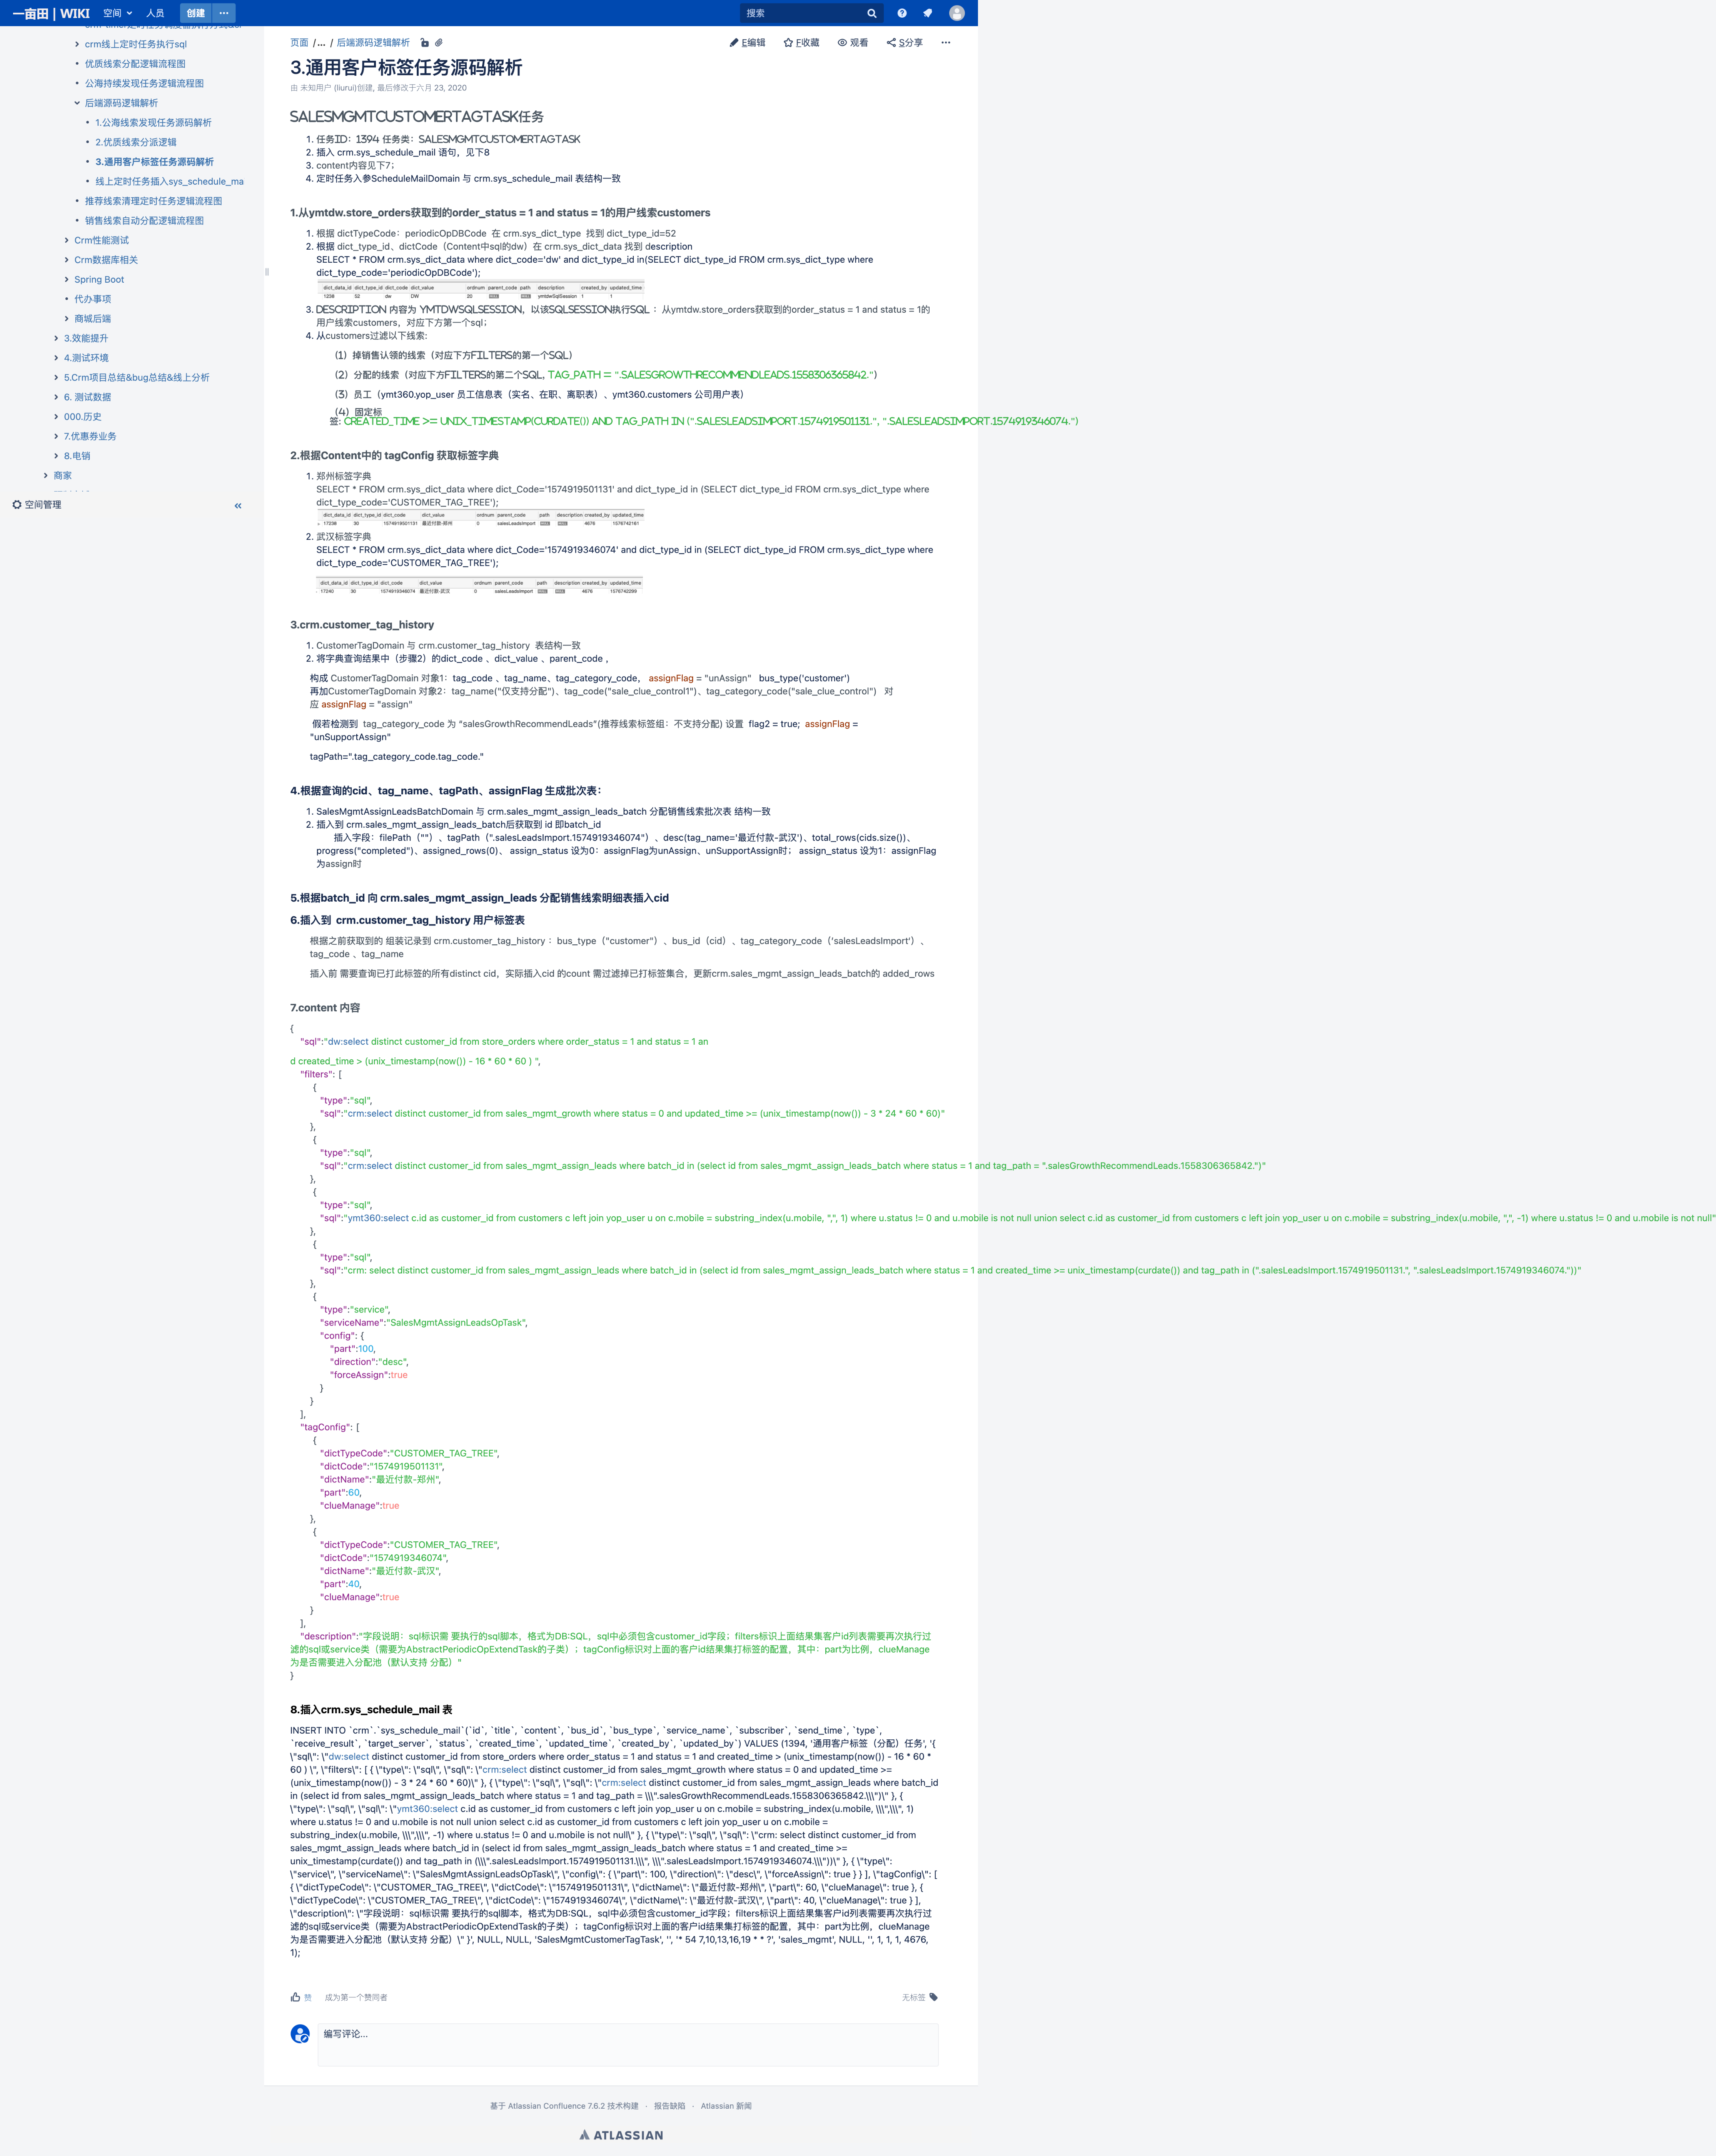 一亩田 | WIKI 空间 人员 创建 ··· 搜索
crm线上定时任务执行sql
优质线索分配逻辑流程图
公海持续发现任务逻辑流程图
后端源码逻辑解析
1.公海线索发现任务源码解析
2.优质线索分派逻辑
3.通用客户标签任务源码解析
线上定时任务插入sys_schedule_ma
推荐线索清理定时任务逻辑流程图
销售线索自动分配逻辑流程图
Crm性能测试
Crm数据库相关
Spring Boot
代办事项
商城后端
3.效能提升
4.测试环境
5.Crm项目总结&bug总结&线上分析
6. 测试数据
000.历史
7.优惠券业务
8.电销
商家
空间管理 «
页面 /... / 后端源码逻辑解析 E编辑 F收藏 观看 S分享 ···
3.通用客户标签任务源码解析
由 未知用户 (liurui)创建, 最后修改于六月 23, 2020
SALESMGMTCUSTOMERTAGTASK任务
1. 任务ID：1394 任务类：SALESMGMTCUSTOMERTAGTASK
2. 插入 crm.sys_schedule_mail 语句，见下8
3. content内容见下7；
4. 定时任务入参ScheduleMailDomain 与 crm.sys_schedule_mail 表结构一致
1.从ymtdw.store_orders获取到的order_status = 1 and status = 1的用户线索customers
1. 根据 dictTypeCode：periodicOpDBCode 在 crm.sys_dict_type 找到 dict_type_id=52
2. 根据 dict_type_id、dictCode（Content中sql的dw）在 crm.sys_dict_data 找到 description
SELECT * FROM crm.sys_dict_data where dict_code='dw' and dict_type_id in(SELECT dict_type_id FROM crm.sys_dict_type where
dict_type_code='periodicOpDBCode');
dict_data_id dict_type_id dict_code dict_value ordnum parent_code path description created_by updated_time
1238 52 dw DW 20 NULL NULL ymtdwSqlSession 1 1
3. DESCRIPTION 内容为 YMTDWSQLSESSION，以该SQLSESSION执行SQL ：从ymtdw.store_orders获取到的order_status = 1 and status = 1的
用户线索customers，对应下方第一个sql；
4. 从customers过滤以下线索:
（1）掉销售认领的线索（对应下方FILTERS的第一个SQL）
（2）分配的线索（对应下方FILTERS的第二个SQL, TAG_PATH = ".SALESGROWTHRECOMMENDLEADS.1558306365842."）
（3）员工（ymt360.yop_user 员工信息表（实名、在职、离职表）、ymt360.customers 公司用户表）
（4）固定标
签: CREATED_TIME >= UNIX_TIMESTAMP(CURDATE()) AND TAG_PATH IN (".SALESLEADSIMPORT.1574919501131.", ".SALESLEADSIMPORT.1574919346074.")
2.根据Content中的 tagConfig 获取标签字典
1. 郑州标签字典
SELECT * FROM crm.sys_dict_data where dict_Code='1574919501131' and dict_type_id in (SELECT dict_type_id FROM crm.sys_dict_type where
dict_type_code='CUSTOMER_TAG_TREE');
dict_data_id dict_type_id dict_code dict_value ordnum parent_code path description created_by updated_time
17238 30 1574919501131 最近付款-郑州 0 salesLeadsImport NULL NULL 4676 1576742161
2. 武汉标签字典
SELECT * FROM crm.sys_dict_data where dict_Code='1574919346074' and dict_type_id in (SELECT dict_type_id FROM crm.sys_dict_type where
dict_type_code='CUSTOMER_TAG_TREE');
dict_data_id dict_type_id dict_code dict_value ordnum parent_code path description created_by updated_time
17240 30 1574919346074 最近付款-武汉 0 salesLeadsImport NULL NULL 4676 1576742299
3.crm.customer_tag_history
1. CustomerTagDomain 与 crm.customer_tag_history 表结构一致
2. 将字典查询结果中（步骤2）的dict_code 、dict_value 、parent_code ，
构成 CustomerTagDomain 对象1：tag_code 、tag_name、tag_category_code， assignFlag = "unAssign" bus_type('customer')
再加CustomerTagDomain 对象2：tag_name("仅支持分配")、tag_code("sale_clue_control1")、tag_category_code("sale_clue_control") 对
应 assignFlag = "assign"
假若检测到 tag_category_code 为 “salesGrowthRecommendLeads”(推荐线索标签组：不支持分配) 设置 flag2 = true; assignFlag =
"unSupportAssign"
tagPath=".tag_category_code.tag_code."
4.根据查询的cid、tag_name、tagPath、assignFlag 生成批次表：
1. SalesMgmtAssignLeadsBatchDomain 与 crm.sales_mgmt_assign_leads_batch 分配销售线索批次表 结构一致
2. 插入到 crm.sales_mgmt_assign_leads_batch后获取到 id 即batch_id
插入字段：filePath（""）、tagPath（".salesLeadsImport.1574919346074"）、desc(tag_name='最近付款-武汉')、total_rows(cids.size())、
progress("completed")、assigned_rows(0)、 assign_status 设为0：assignFlag为unAssign、unSupportAssign时； assign_status 设为1：assignFlag
为assign时
5.根据batch_id 向 crm.sales_mgmt_assign_leads 分配销售线索明细表插入cid
6.插入到 crm.customer_tag_history 用户标签表
根据之前获取到的 组装记录到 crm.customer_tag_history： bus_type（"customer"）、bus_id（cid）、tag_category_code（'salesLeadsImport'）、
tag_code 、tag_name
插入前 需要查询已打此标签的所有distinct cid，实际插入cid 的count 需过滤掉已打标签集合，更新crm.sales_mgmt_assign_leads_batch的 added_rows
7.content 内容
{
"sql":"dw:select distinct customer_id from store_orders where order_status = 1 and status = 1 an
d created_time > (unix_timestamp(now()) - 16 * 60 * 60 ) ",
"filters": [
{
"type":"sql",
"sql":"crm:select distinct customer_id from sales_mgmt_growth where status = 0 and updated_time >= (unix_timestamp(now()) - 3 * 24 * 60 * 60)"
},
{
"type":"sql",
"sql":"crm:select distinct customer_id from sales_mgmt_assign_leads where batch_id in (select id from sales_mgmt_assign_leads_batch where status = 1 and tag_path = ".salesGrowthRecommendLeads.1558306365842.")"
},
{
"type":"sql",
"sql":"ymt360:select c.id as customer_id from customers c left join yop_user u on c.mobile = substring_index(u.mobile, ",", 1) where u.status != 0 and u.mobile is not null union select c.id as customer_id from customers c left join yop_user u on c.mobile = substring_index(u.mobile, ",", -1) where u.status != 0 and u.mobile is not null"
},
{
"type":"sql",
"sql":"crm: select distinct customer_id from sales_mgmt_assign_leads where batch_id in (select id from sales_mgmt_assign_leads_batch where status = 1 and created_time >= unix_timestamp(curdate()) and tag_path in (".salesLeadsImport.1574919501131.", ".salesLeadsImport.1574919346074."))"
},
{
"type":"service",
"serviceName":"SalesMgmtAssignLeadsOpTask",
"config": {
"part":100,
"direction":"desc",
"forceAssign":true
}
}
],
"tagConfig": [
{
"dictTypeCode":"CUSTOMER_TAG_TREE",
"dictCode":"1574919501131",
"dictName":"最近付款-郑州",
"part":60,
"clueManage":true
},
{
"dictTypeCode":"CUSTOMER_TAG_TREE",
"dictCode":"1574919346074",
"dictName":"最近付款-武汉",
"part":40,
"clueManage":true
}
],
"description":"字段说明：sql标识需 要执行的sql脚本，格式为DB:SQL，sql中必须包含customer_id字段；filters标识上面结果集客户id列表需要再次执行过
滤的sql或service类（需要为AbstractPeriodicOpExtendTask的子类）；tagConfig标识对上面的客户id结果集打标签的配置，其中：part为比例，clueManage
为是否需要进入分配池（默认支持 分配）"
}
8.插入crm.sys_schedule_mail 表
INSERT INTO `crm`.`sys_schedule_mail`(`id`, `title`, `content`, `bus_id`, `bus_type`, `service_name`, `subscriber`, `send_time`, `type`,
`receive_result`, `target_server`, `status`, `created_time`, `updated_time`, `created_by`, `updated_by`) VALUES (1394, '通用客户标签（分配）任务', '{
\"sql\": \"dw:select distinct customer_id from store_orders where order_status = 1 and status = 1 and created_time > (unix_timestamp(now()) - 16 * 60 *
60 ) \", \"filters\": [ { \"type\": \"sql\", \"sql\": \"crm:select distinct customer_id from sales_mgmt_growth where status = 0 and updated_time >=
(unix_timestamp(now()) - 3 * 24 * 60 * 60)\" }, { \"type\": \"sql\", \"sql\": \"crm:select distinct customer_id from sales_mgmt_assign_leads where batch_id
in (select id from sales_mgmt_assign_leads_batch where status = 1 and tag_path = \\\".salesGrowthRecommendLeads.1558306365842.\\\")\" }, {
\"type\": \"sql\", \"sql\": \"ymt360:select c.id as customer_id from customers c left join yop_user u on c.mobile = substring_index(u.mobile, \\\",\\\", 1)
where u.status != 0 and u.mobile is not null union select c.id as customer_id from customers c left join yop_user u on c.mobile =
substring_index(u.mobile, \\\",\\\", -1) where u.status != 0 and u.mobile is not null\" }, { \"type\": \"sql\", \"sql\": \"crm: select distinct customer_id from
sales_mgmt_assign_leads where batch_id in (select id from sales_mgmt_assign_leads_batch where status = 1 and created_time >=
unix_timestamp(curdate()) and tag_path in (\\\".salesLeadsImport.1574919501131.\\\", \\\".salesLeadsImport.1574919346074.\\\"))\" }, { \"type\":
\"service\", \"serviceName\": \"SalesMgmtAssignLeadsOpTask\", \"config\": { \"part\": 100, \"direction\": \"desc\", \"forceAssign\": true } } ], \"tagConfig\": [
{ \"dictTypeCode\": \"CUSTOMER_TAG_TREE\", \"dictCode\": \"1574919501131\", \"dictName\": \"最近付款-郑州\", \"part\": 60, \"clueManage\": true }, {
\"dictTypeCode\": \"CUSTOMER_TAG_TREE\", \"dictCode\": \"1574919346074\", \"dictName\": \"最近付款-武汉\", \"part\": 40, \"clueManage\": true } ],
\"description\": \"字段说明：sql标识需 要执行的sql脚本，格式为DB:SQL，sql中必须包含customer_id字段；filters标识上面结果集客户id列表需要再次执行过
滤的sql或service类（需要为AbstractPeriodicOpExtendTask的子类）；tagConfig标识对上面的客户id结果集打标签的配置，其中：part为比例，clueManage
为是否需要进入分配池（默认支持 分配）\" }', NULL, NULL, 'SalesMgmtCustomerTagTask', '', '* 54 7,10,13,16,19 * * ?', 'sales_mgmt', NULL, '', 1, 1, 1, 4676,
1);
赞 成为第一个赞同者 无标签
编写评论...
基于 Atlassian Confluence 7.6.2 技术构建 · 报告缺陷 · Atlassian 新闻
ATLASSIAN